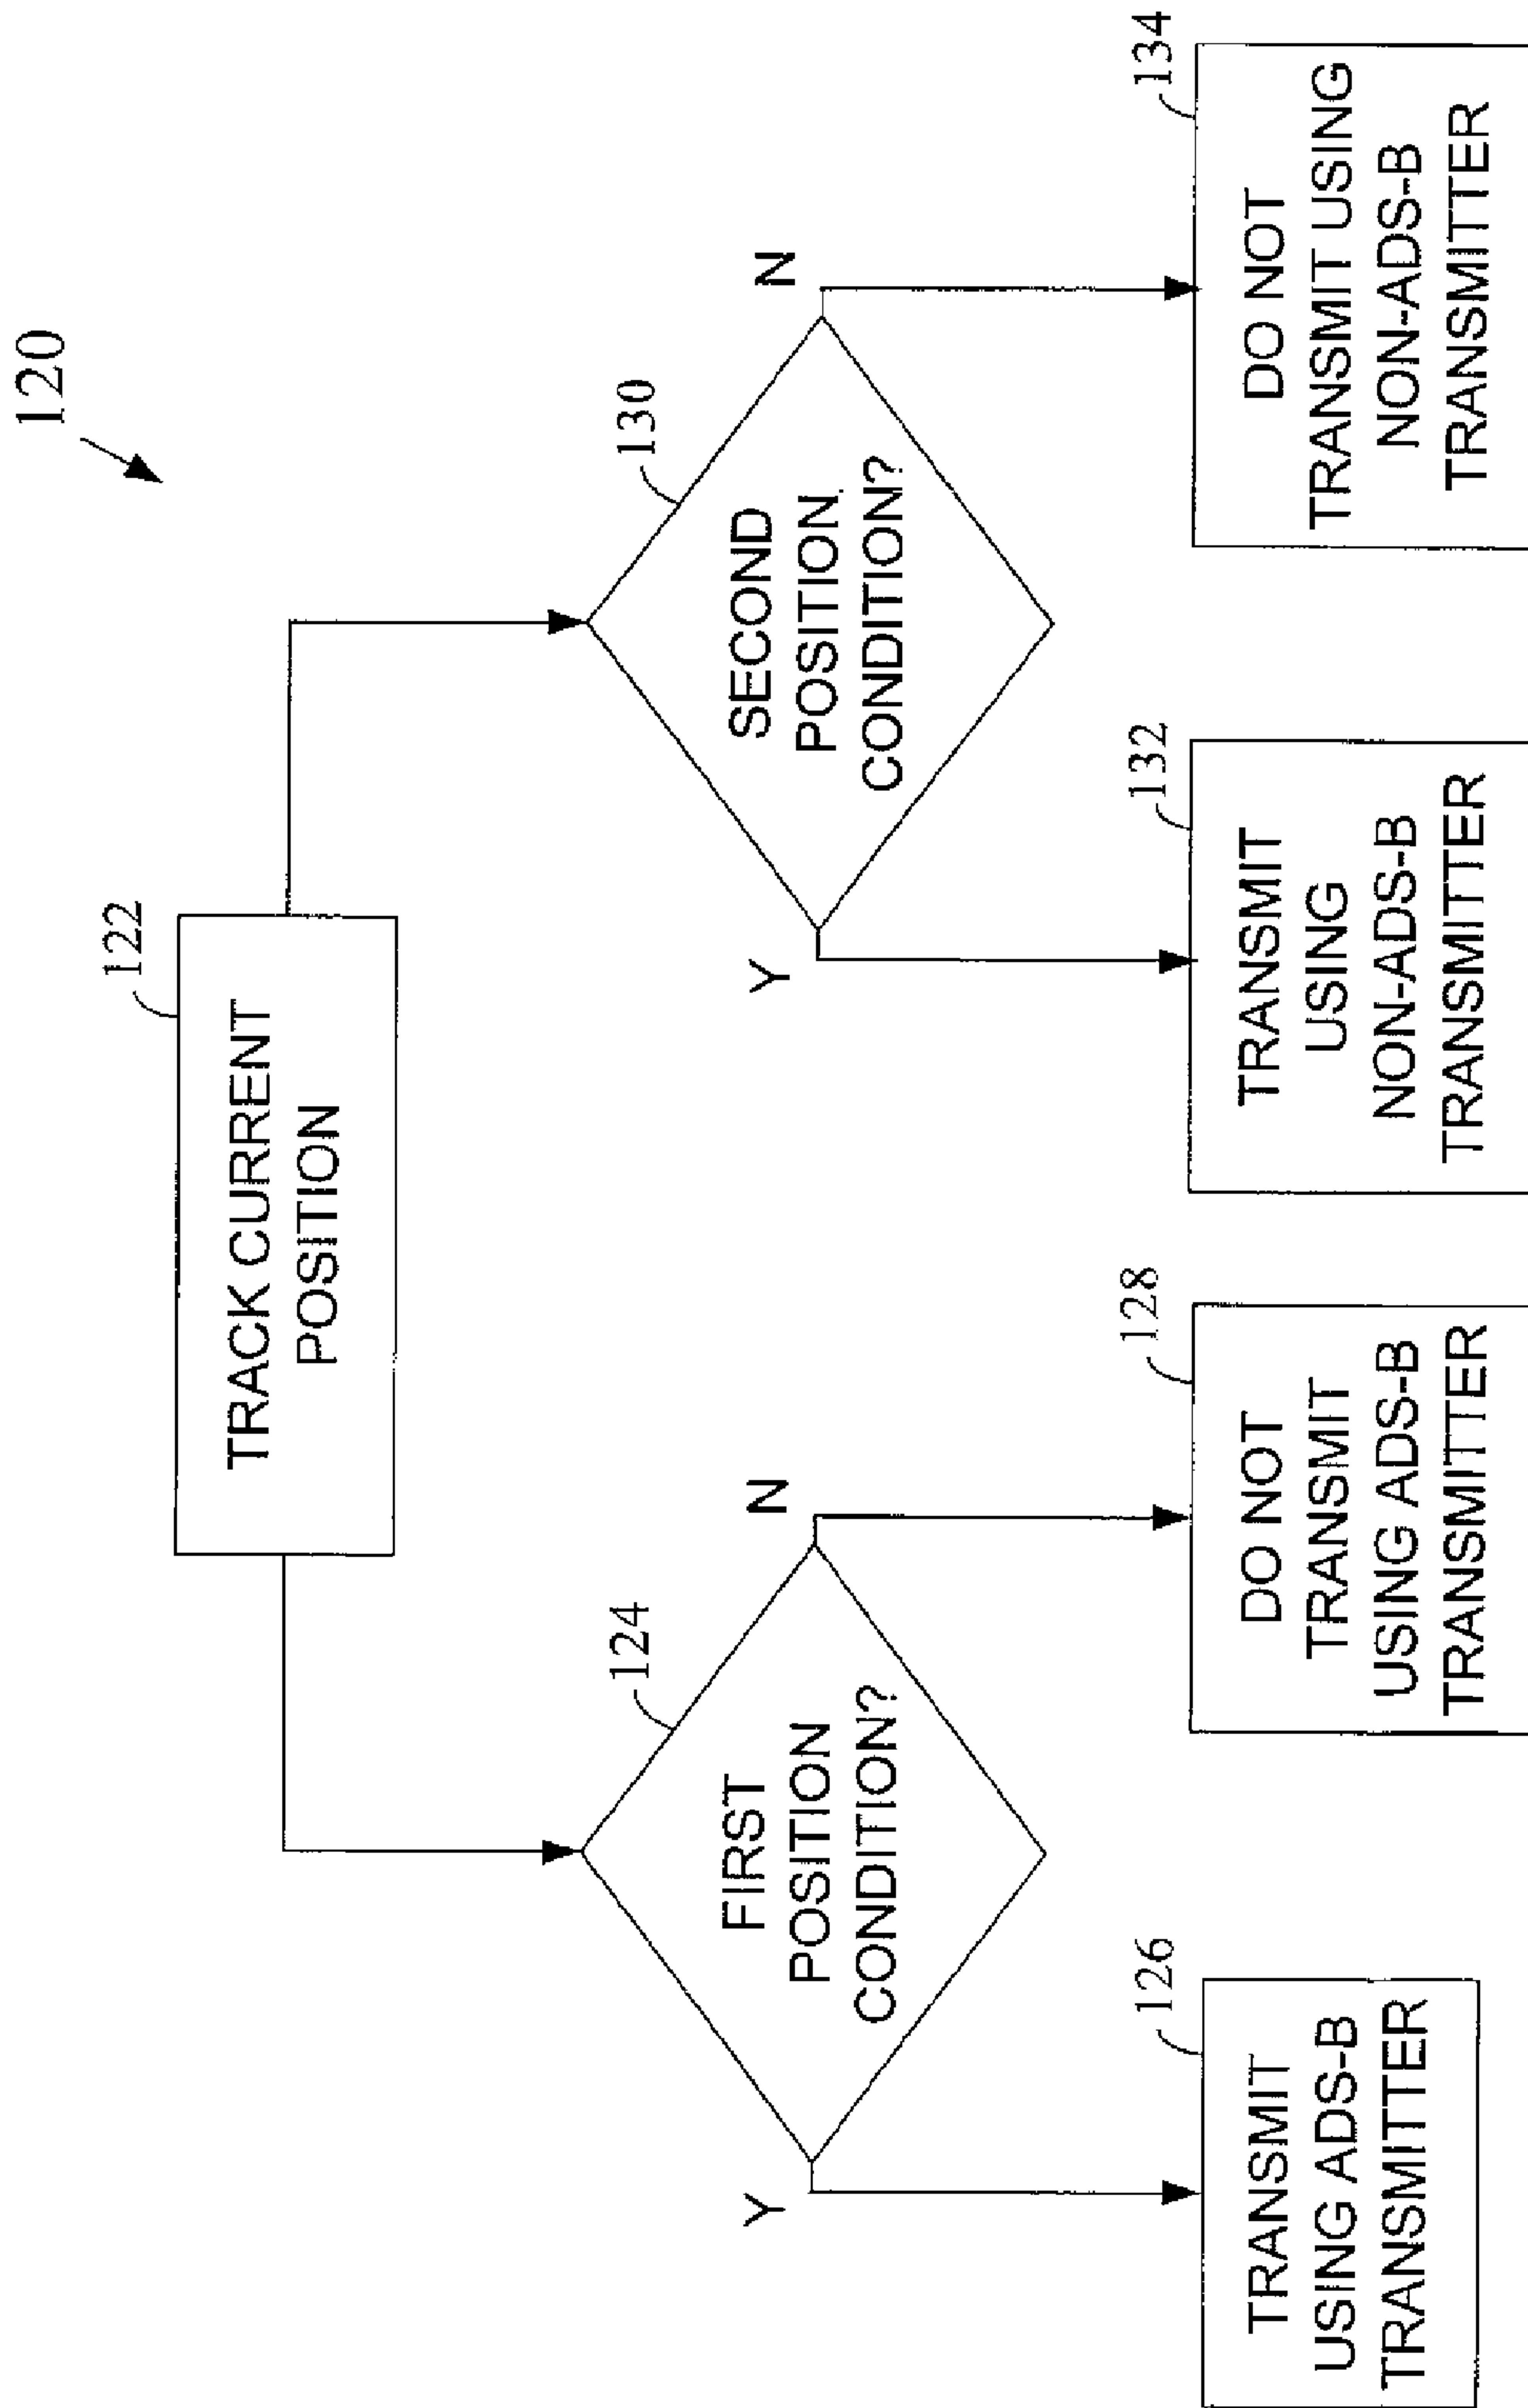 120
122
TRACK CURRENT
POSITION
124
FIRST
POSITION
CONDITION?
Y
N
130
SECOND
POSITION
CONDITION?
Y
N
126
TRANSMIT
USING ADS-B
TRANSMITTER
128
DO NOT
TRANSMIT
USING ADS-B
TRANSMITTER
132
TRANSMIT
USING
NON-ADS-B
TRANSMITTER
134
DO NOT
TRANSMIT USING
NON-ADS-B
TRANSMITTER